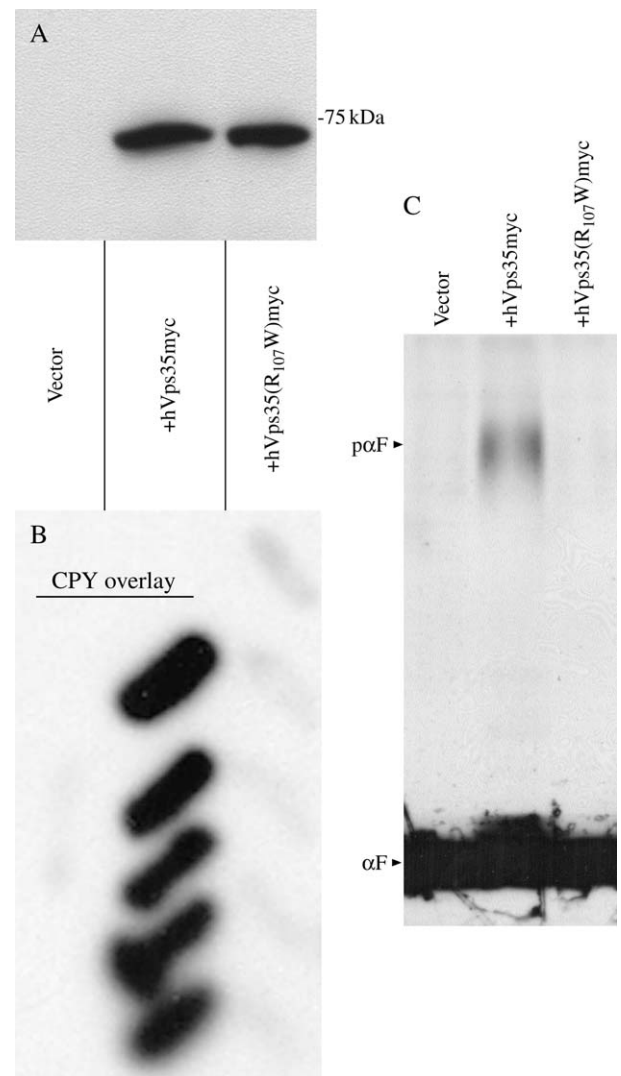 A
-75 kDa
Vector
+hVps35myc
+hVps35(R₁₀₇W)myc
B
CPY overlay
C
Vector
+hVps35myc
+hVps35(R₁₀₇W)myc
pαF
αF